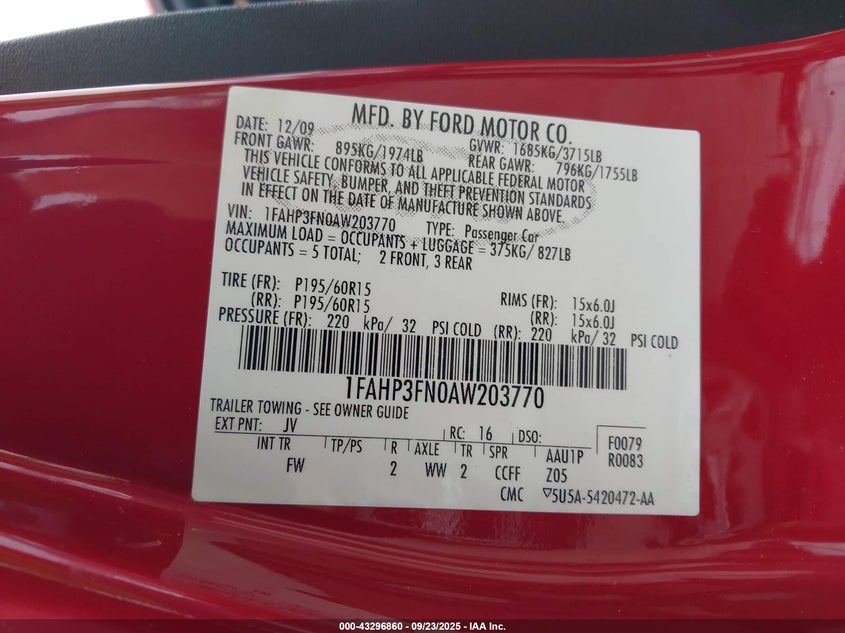 MFD. BY FORD MOTOR CO.
DATE: 12/09 GVWR: 1685KG/3715LB
FRONT GAWR: 895KG/1974LB REAR GAWR: 796KG/1755LB
THIS VEHICLE CONFORMS TO ALL APPLICABLE FEDERAL MOTOR
VEHICLE SAFETY, BUMPER, AND THEFT PREVENTION STANDARDS
IN EFFECT ON THE DATE OF MANUFACTURE SHOWN ABOVE.
VIN: 1FAHP3FN0AW203770 TYPE: Passenger Car
MAXIMUM LOAD = OCCUPANTS + LUGGAGE = 375KG/ 827LB
OCCUPANTS = 5 TOTAL; 2 FRONT, 3 REAR
TIRE (FR): P195/60R15 RIMS (FR): 15x6.0J
(RR): P195/60R15 (RR): 15x6.0J
PRESSURE (FR): 220 kPa/ 32 PSI COLD (RR): 220 kPa/ 32 PSI COLD
1FAHP3FN0AW203770
TRAILER TOWING - SEE OWNER GUIDE
EXT PNT: JV RC: 16 DSO: F0079
INT TR TP/PS R AXLE TR SPR AAU1P R0083
FW 2 WW 2 CCFF Z05
CMC ▽5U5A-5420472-AA
000-43296860 - 09/23/2025 - IAA Inc.